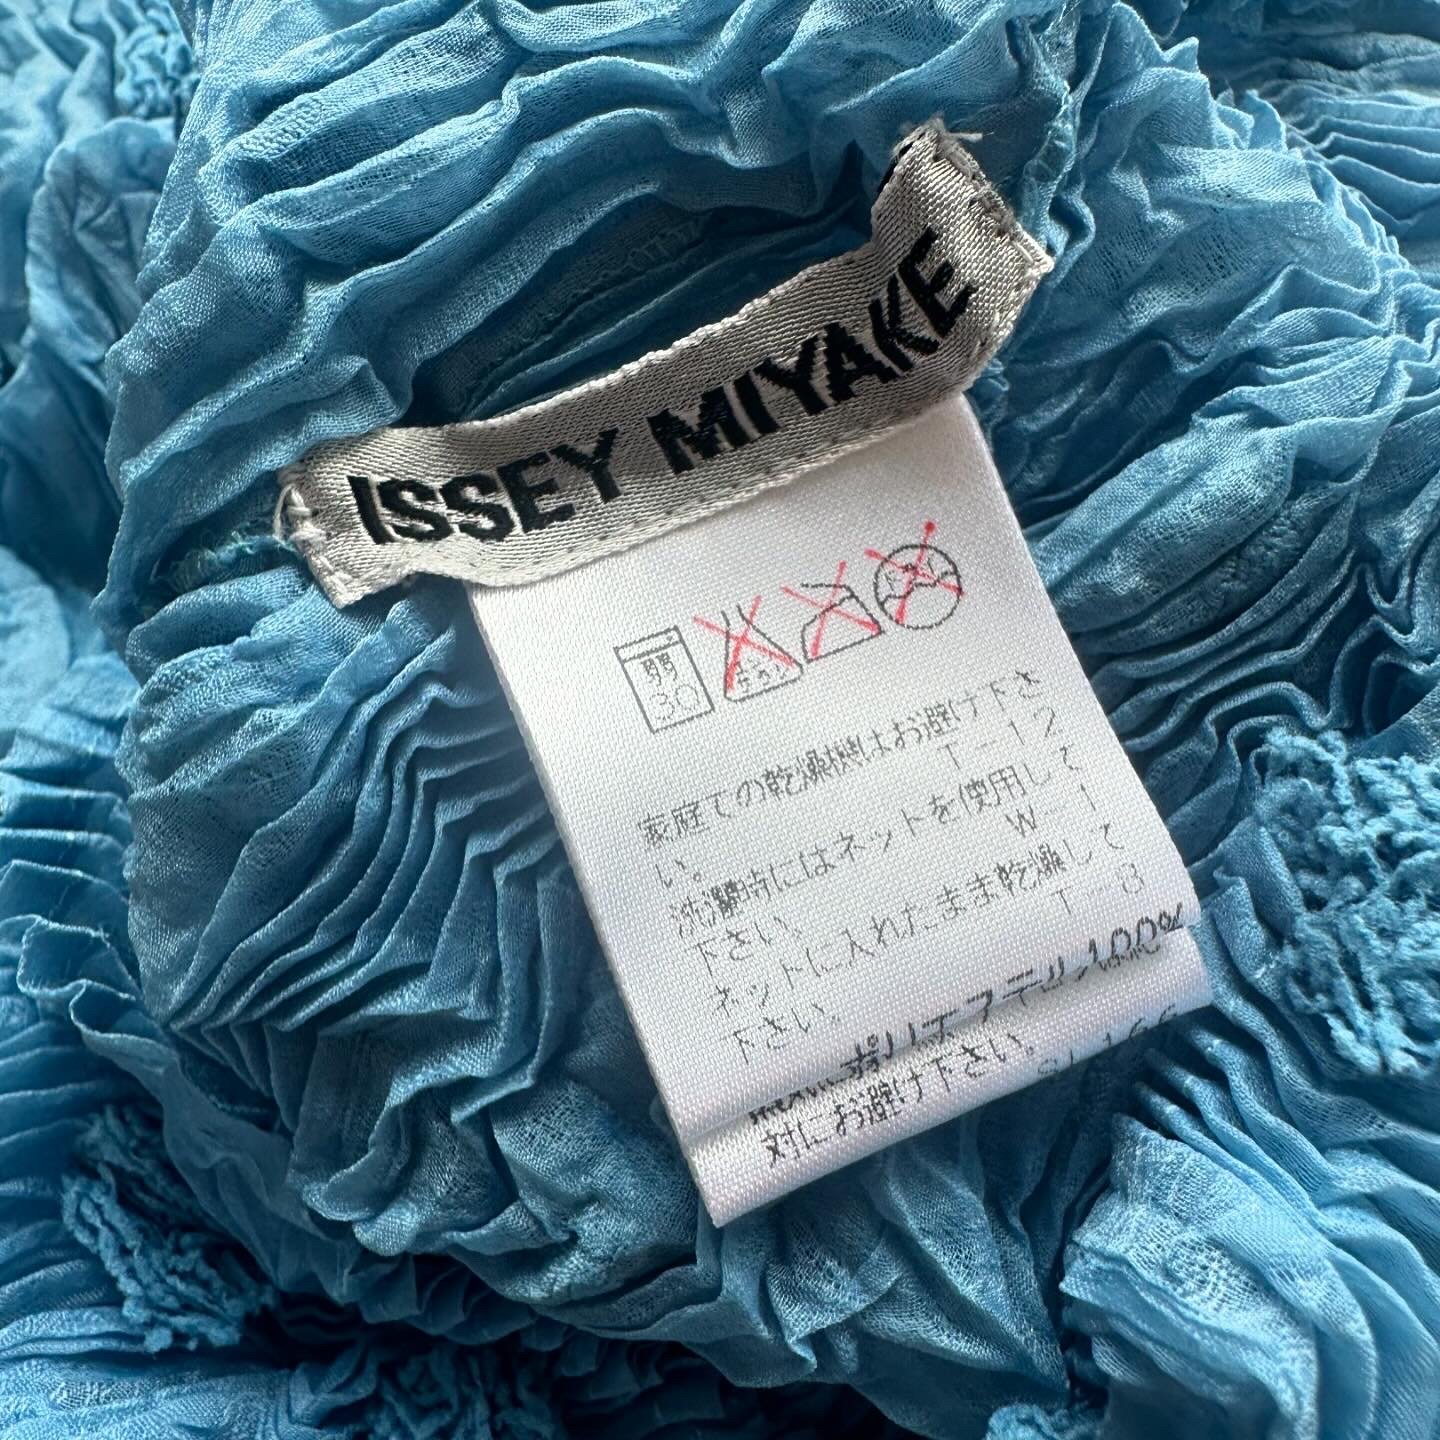 ISSEY MIYAKE
弱
30
家庭での乾燥機はお避け下さ
い。 T-12
洗濯時にはネットを使用して
下さい。 W-1
ネットに入れたまま乾燥して
下さい。 T-8
ポリエステル100%
対にお避け下さい。